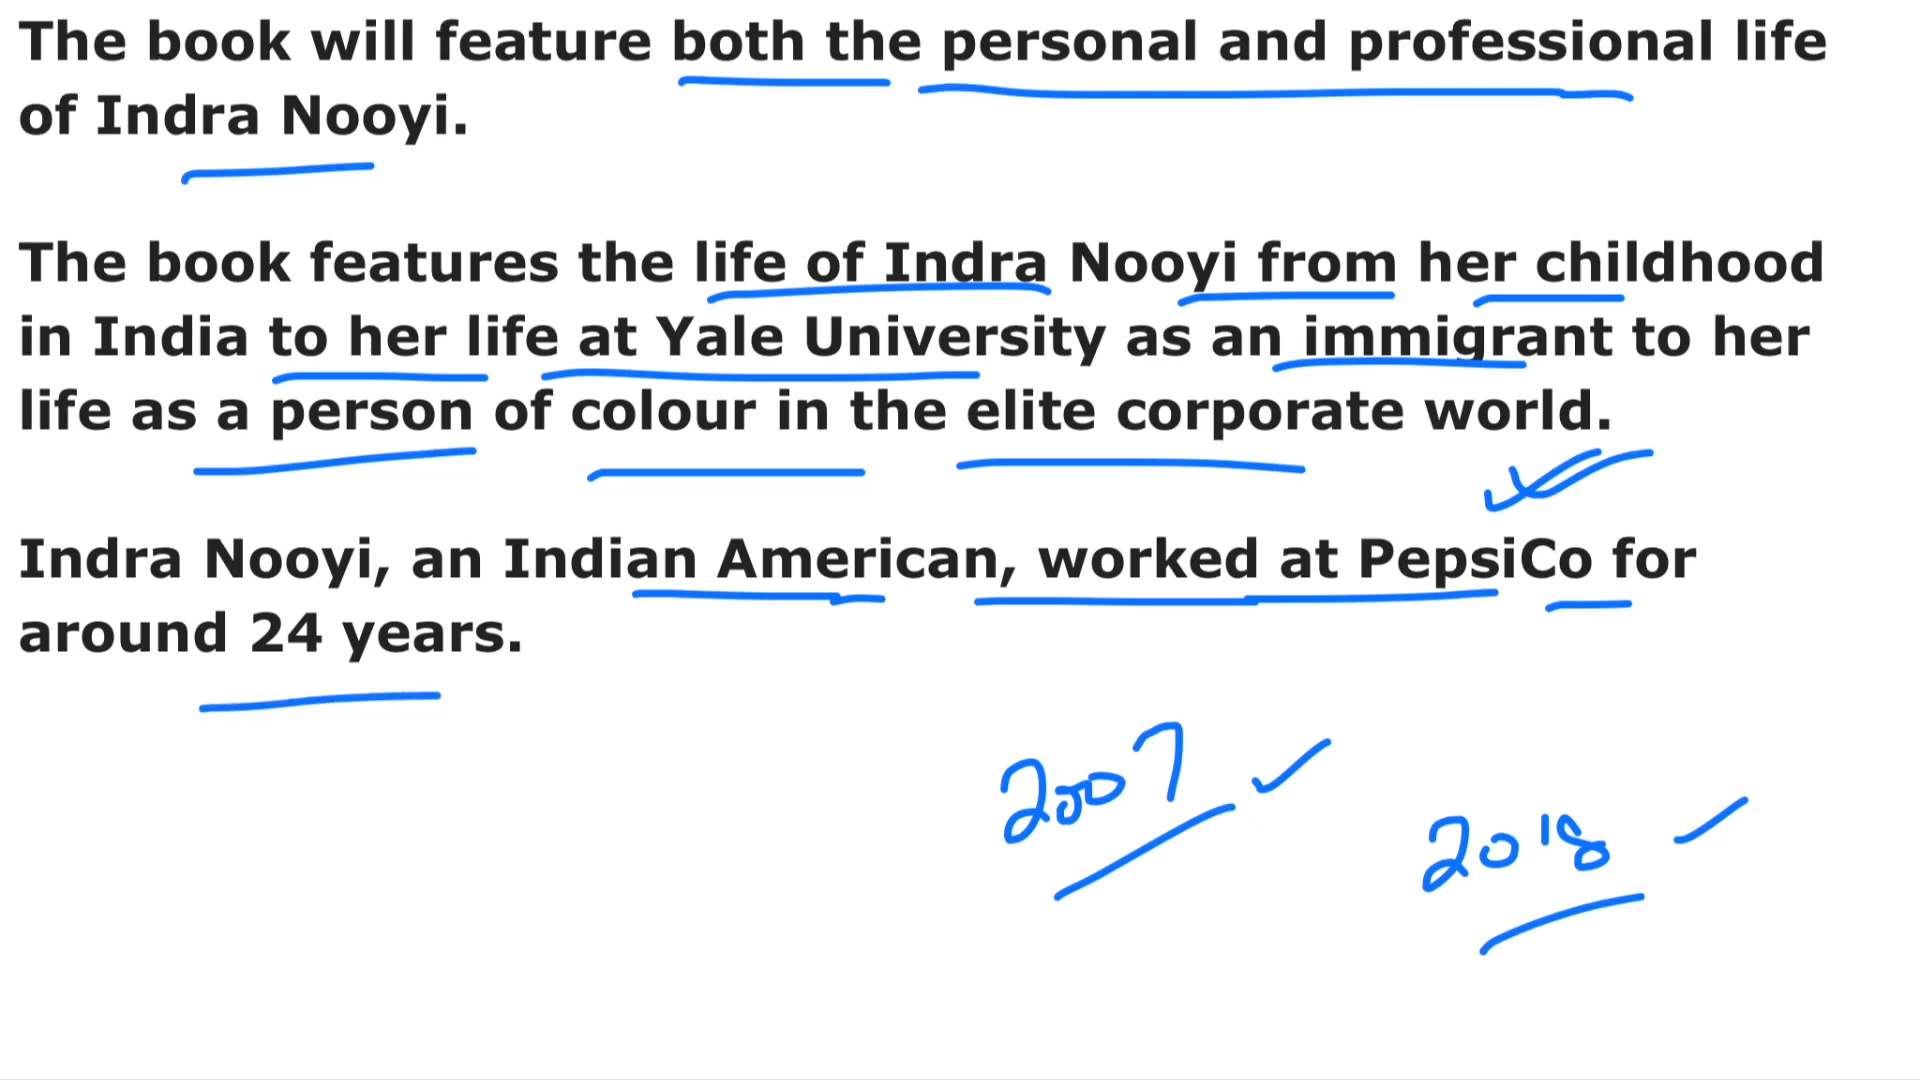 The book will feature both the personal and professional life
of Indra Nooyi.
The book features the life of Indra Nooyi from her childhood
in India to her life at Yale University as an immigrant to her
life as a person of colour in the elite corporate world.
Indra Nooyi, an Indian American, worked at PepsiCo for
around 24 years.
2007
2018